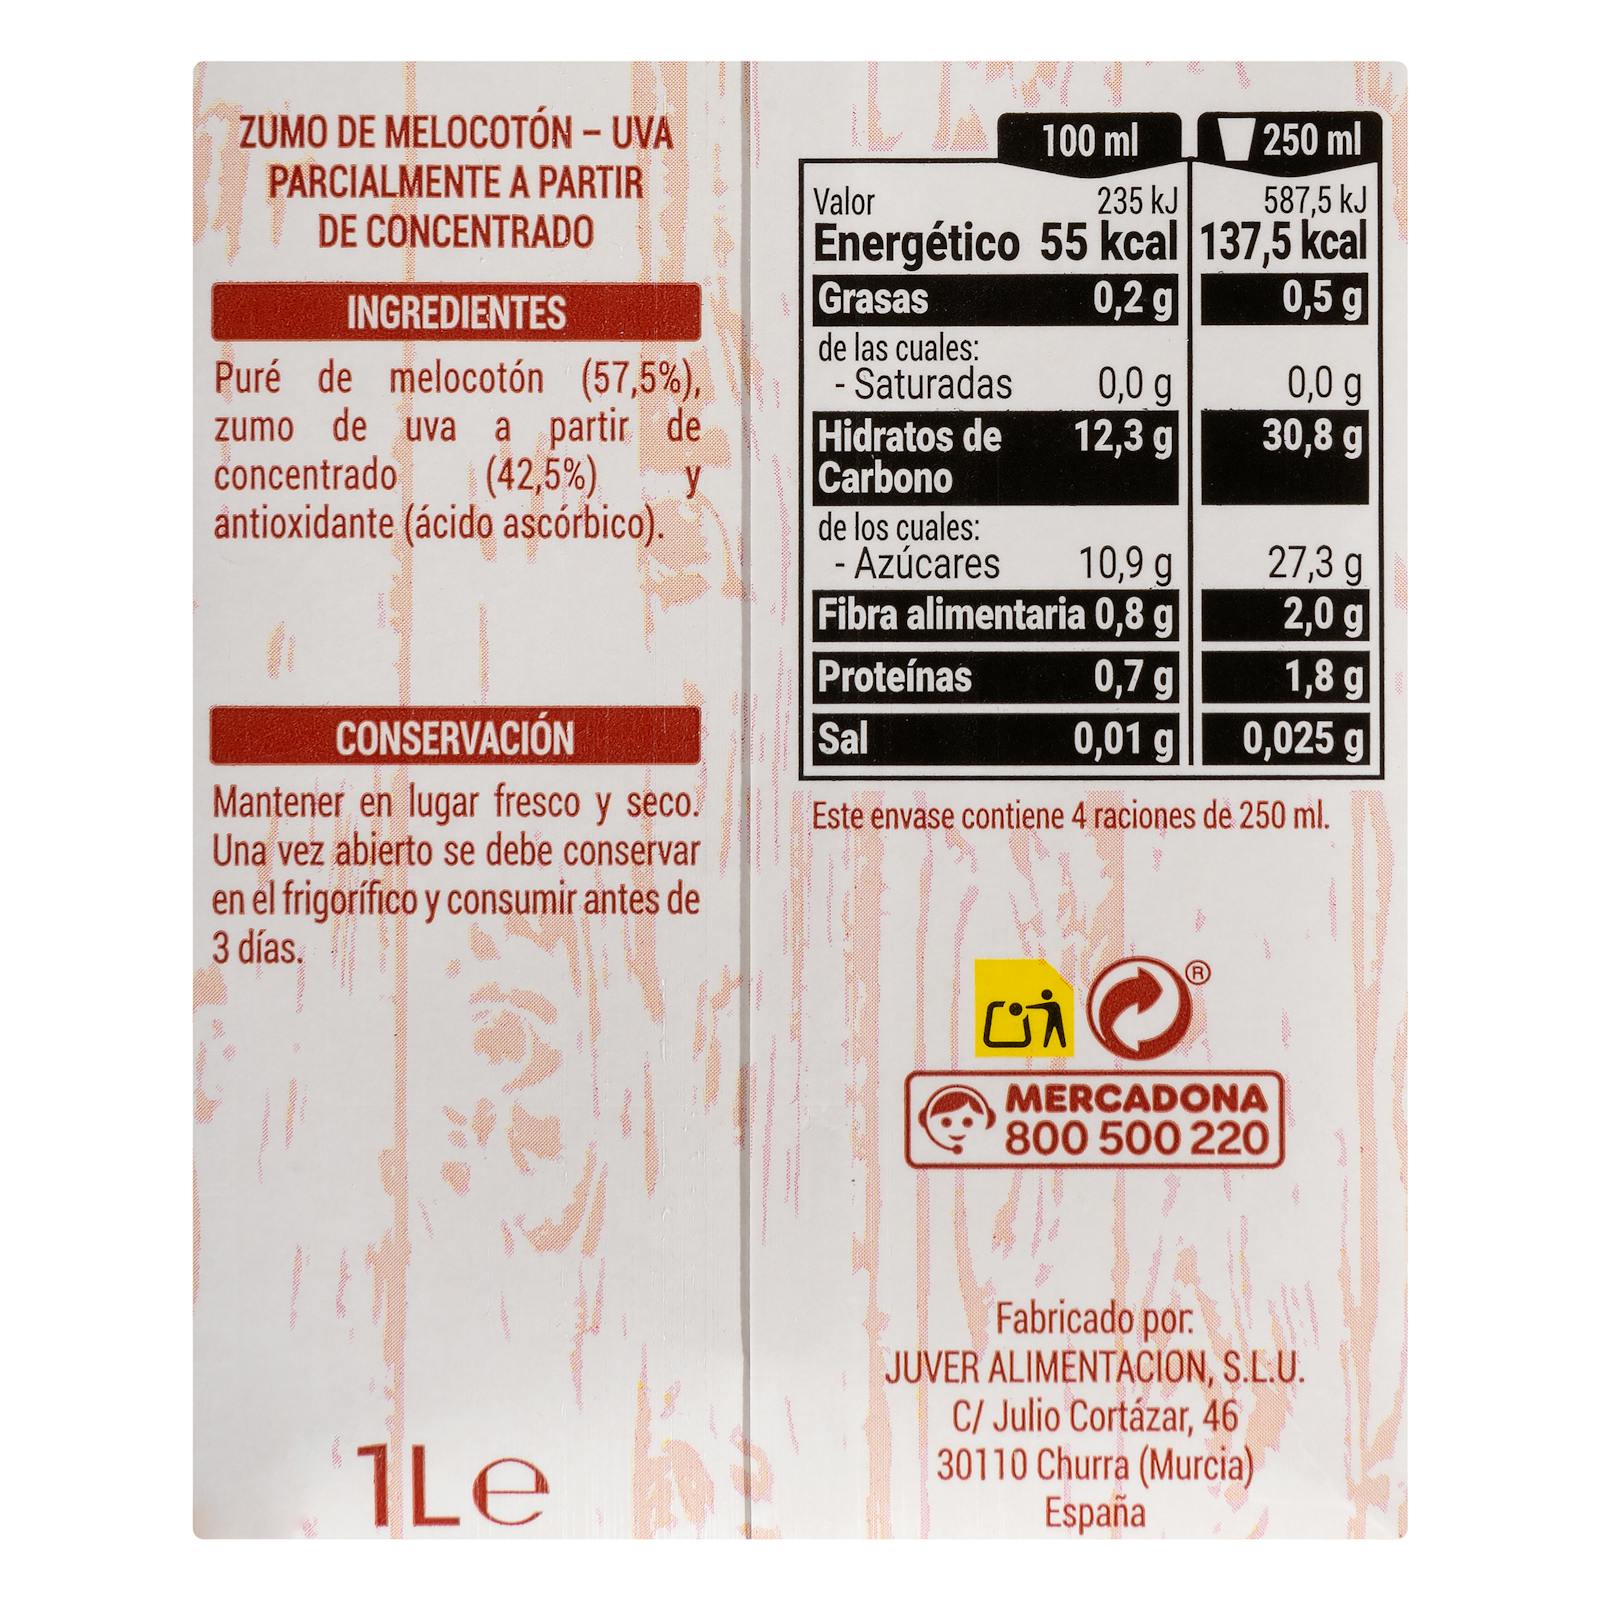 ZUMO DE MELOCOTÓN – UVA
PARCIALMENTE A PARTIR
DE CONCENTRADO
INGREDIENTES
Puré de melocotón (57,5%),
zumo de uva a partir de
concentrado (42,5%) y
antioxidante (ácido ascórbico).
CONSERVACIÓN
Mantener en lugar fresco y seco.
Una vez abierto se debe conservar
en el frigorífico y consumir antes de
3 días.
1L e
100 ml 250 ml
Valor 235 kJ 587,5 kJ
Energético 55 kcal 137,5 kcal
Grasas 0,2 g 0,5 g
de las cuales:
- Saturadas 0,0 g 0,0 g
Hidratos de 12,3 g 30,8 g
Carbono
de los cuales:
- Azúcares 10,9 g 27,3 g
Fibra alimentaria 0,8 g 2,0 g
Proteínas 0,7 g 1,8 g
Sal 0,01 g 0,025 g
Este envase contiene 4 raciones de 250 ml.
®
MERCADONA
800 500 220
Fabricado por:
JUVER ALIMENTACION, S.L.U.
C/ Julio Cortázar, 46
30110 Churra (Murcia)
España